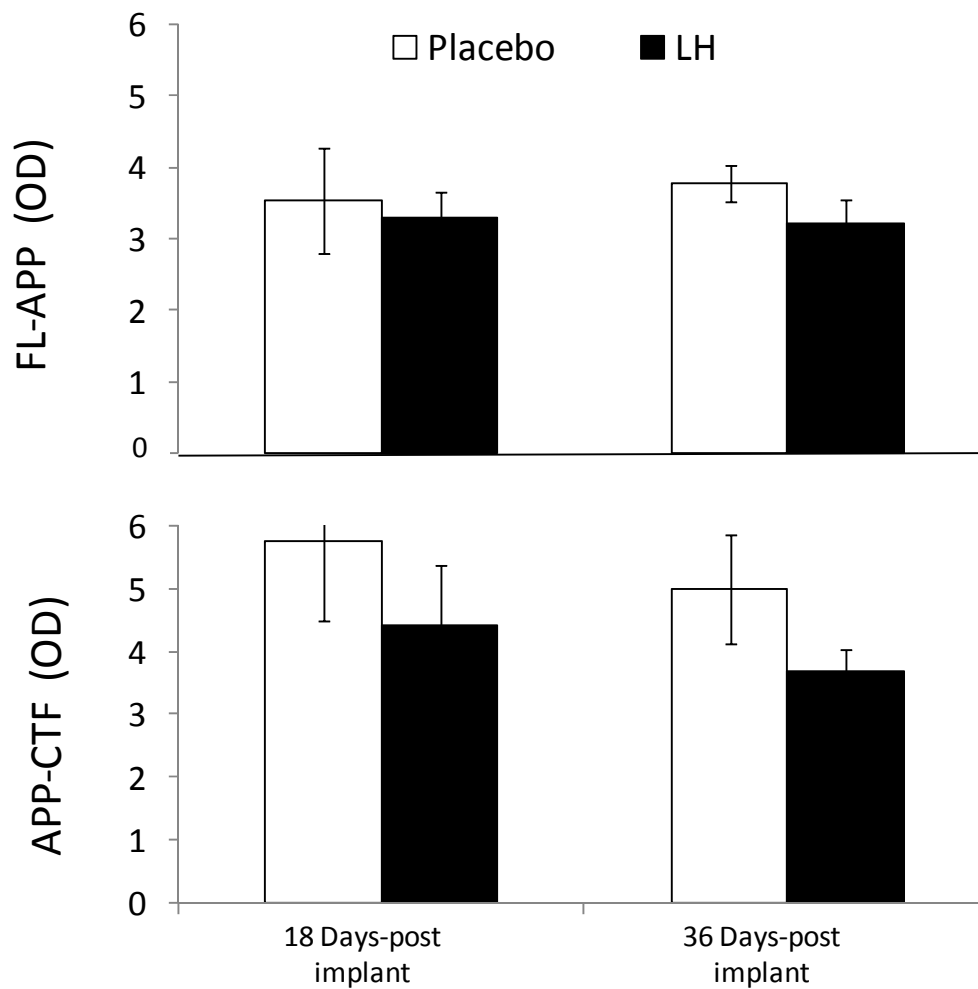 6
Placebo
LH
5
4
3
2
1
0
FL-APP (OD)
6
5
4
3
2
1
0
APP-CTF (OD)
18 Days-post
implant
36 Days-post
implant